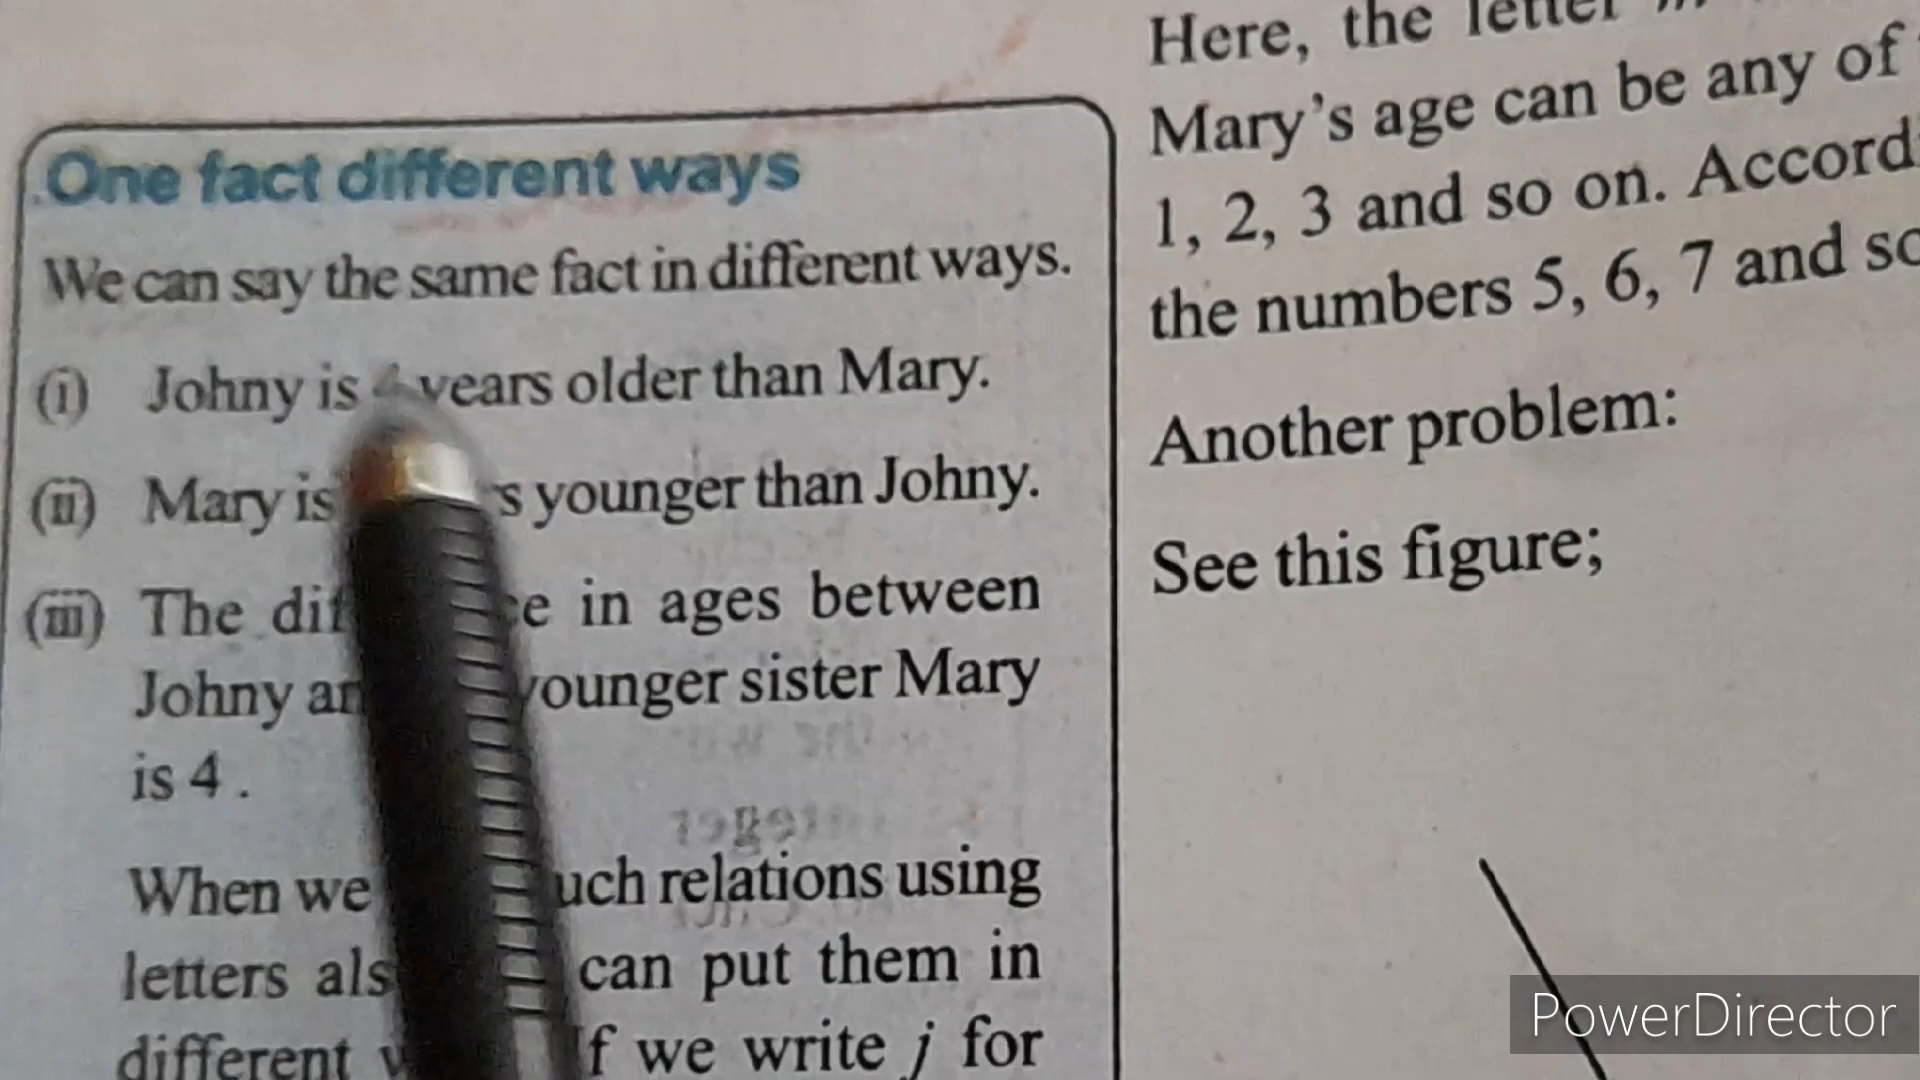 One fact different ways
We can say the same fact in different ways.
(i) Johny is 4 years older than Mary.
(ii) Mary is younger than Johny.
(iii) The in ages between
Johny younger sister Mary
is 4 .
When we relations using
letters can put them in
different we write j for
Here, the letter m
Mary's age can be any of
1, 2, 3 and so on. Accord
the numbers 5, 6, 7 and so
Another problem:
See this figure;
PowerDirector